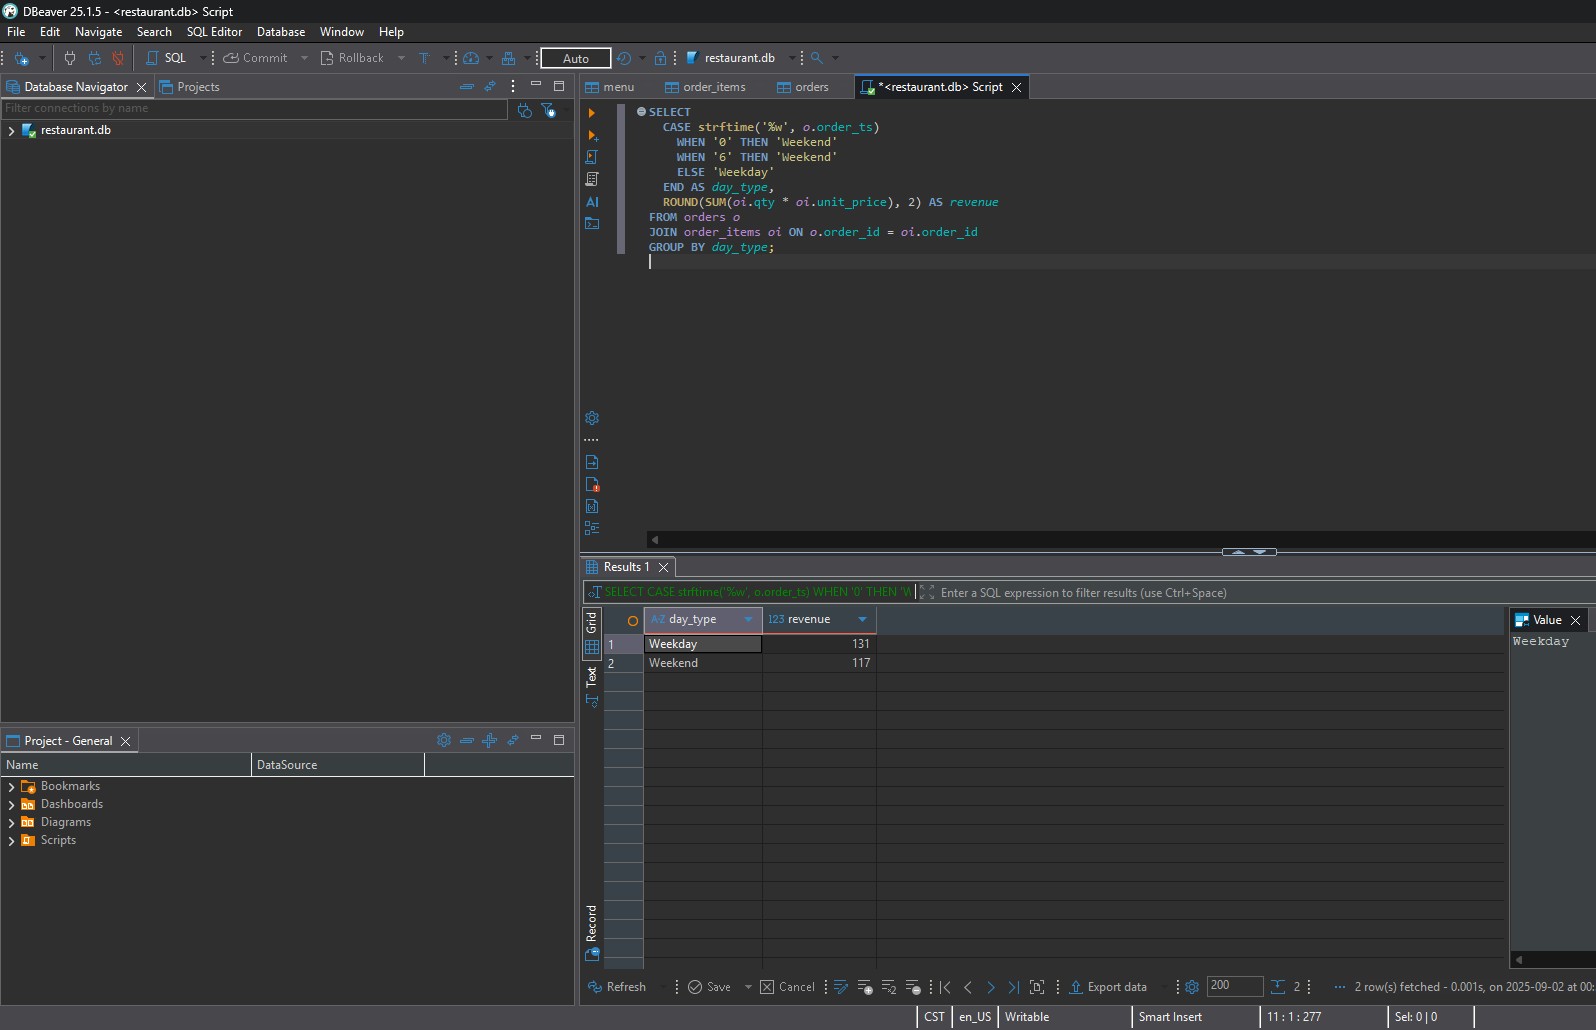 DBeaver 25.1.5 - <restaurant.db> Script
File Edit Navigate Search SQL Editor Database Window Help
SQL Commit Rollback Auto restaurant.db
Database Navigator Projects
Filter connections by name
restaurant.db
Project - General
Name DataSource
Bookmarks
Dashboards
Diagrams
Scripts
menu order_items orders *<restaurant.db> Script
SELECT
CASE strftime('%w', o.order_ts)
WHEN '0' THEN 'Weekend'
WHEN '6' THEN 'Weekend'
ELSE 'Weekday'
END AS day_type,
ROUND(SUM(oi.qty * oi.unit_price), 2) AS revenue
FROM orders o
JOIN order_items oi ON o.order_id = oi.order_id
GROUP BY day_type;
AI
Results 1
SELECT CASE strftime('%w', o.order_ts) WHEN '0' THEN 'W Enter a SQL expression to filter results (use Ctrl+Space)
Grid
Text
Record
A-Z day_type 123 revenue
1 Weekday 131
2 Weekend 117
Value
Weekday
Refresh Save Cancel Export data 200 2 2 row(s) fetched - 0.001s, on 2025-09-02 at 00:
CST en_US Writable Smart Insert 11 : 1 : 277 Sel: 0 | 0